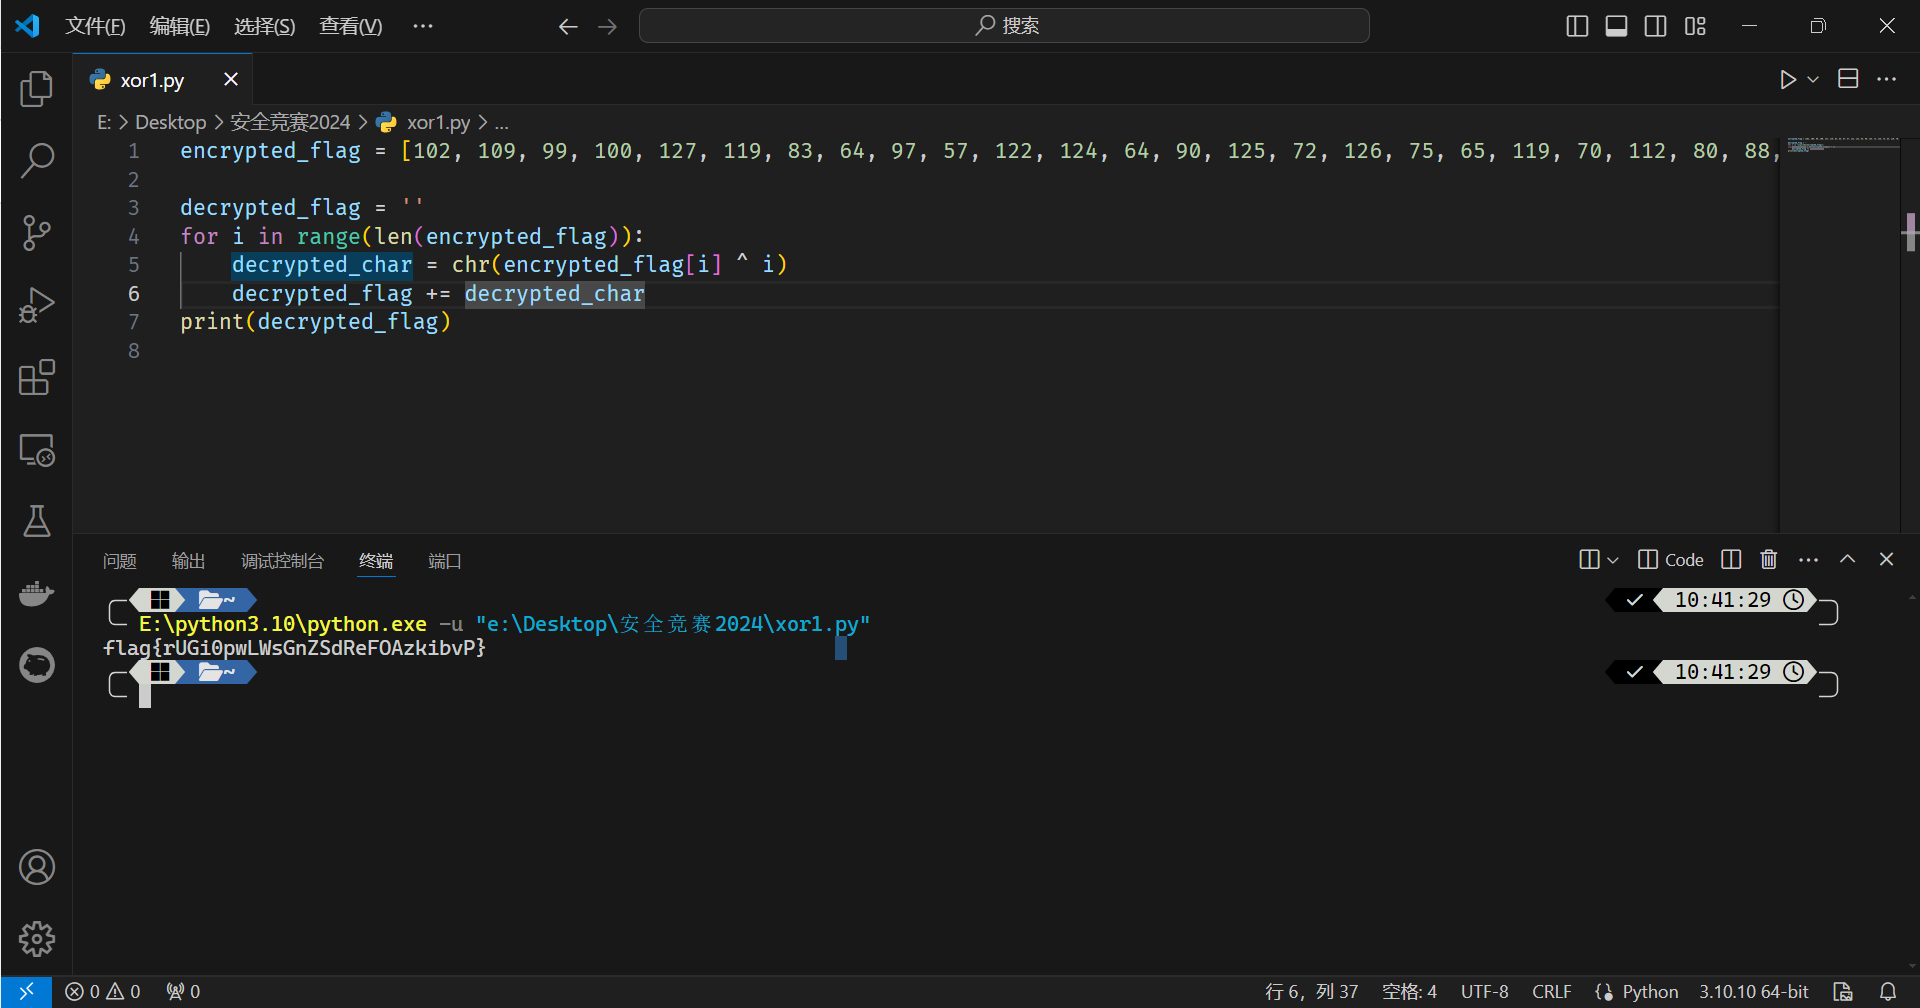 文件(F) 编辑(E) 选择(S) 查看(V) ··· 搜索
xor1.py
E: > Desktop > 安全竞赛2024 > xor1.py > ...
1 encrypted_flag = [102, 109, 99, 100, 127, 119, 83, 64, 97, 57, 122, 124, 64, 90, 125, 72, 126, 75, 65, 119, 70, 112, 80, 88,
2
3 decrypted_flag = ''
4 for i in range(len(encrypted_flag)):
5 decrypted_char = chr(encrypted_flag[i] ^ i)
6 decrypted_flag += decrypted_char
7 print(decrypted_flag)
8
问题 输出 调试控制台 终端 端口 Code
~ 10:41:29
E:\python3.10\python.exe -u "e:\Desktop\安全竞赛2024\xor1.py"
flag{rUGi0pwLWsGnZSdReFOAzkibvP}
~ 10:41:29
0 0 0 行 6，列 37 空格: 4 UTF-8 CRLF Python 3.10.10 64-bit